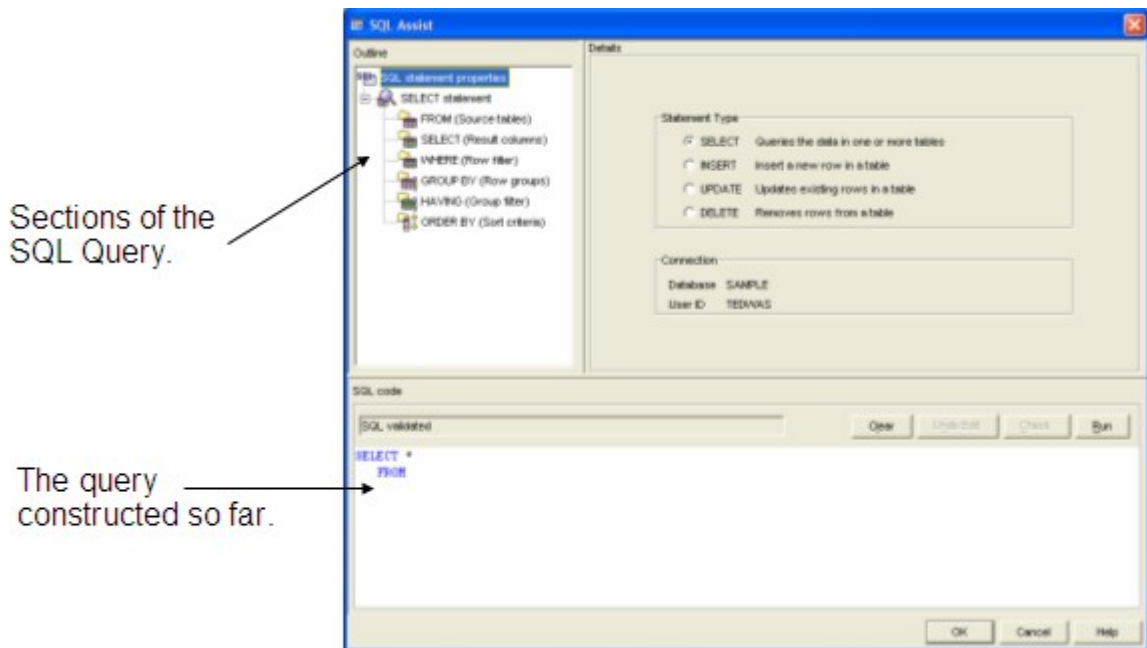 SQL Assist
Outline
SQL statement properties
SELECT statement
FROM (Source tables)
SELECT (Result columns)
WHERE (Row filter)
GROUP BY (Row groups)
HAVING (Group filter)
ORDER BY (Sort criteria)
Details
Statement Type
SELECT Queries the data in one or more tables
INSERT Insert a new row in a table
UPDATE Updates existing rows in a table
DELETE Removes rows from a table
Connection
Database SAMPLE
User ID TEDWAS
Sections of the
SQL Query.
SQL code
SQL validated
Clear Undo Edit Check Run
SELECT *
FROM
The query
constructed so far.
OK Cancel Help